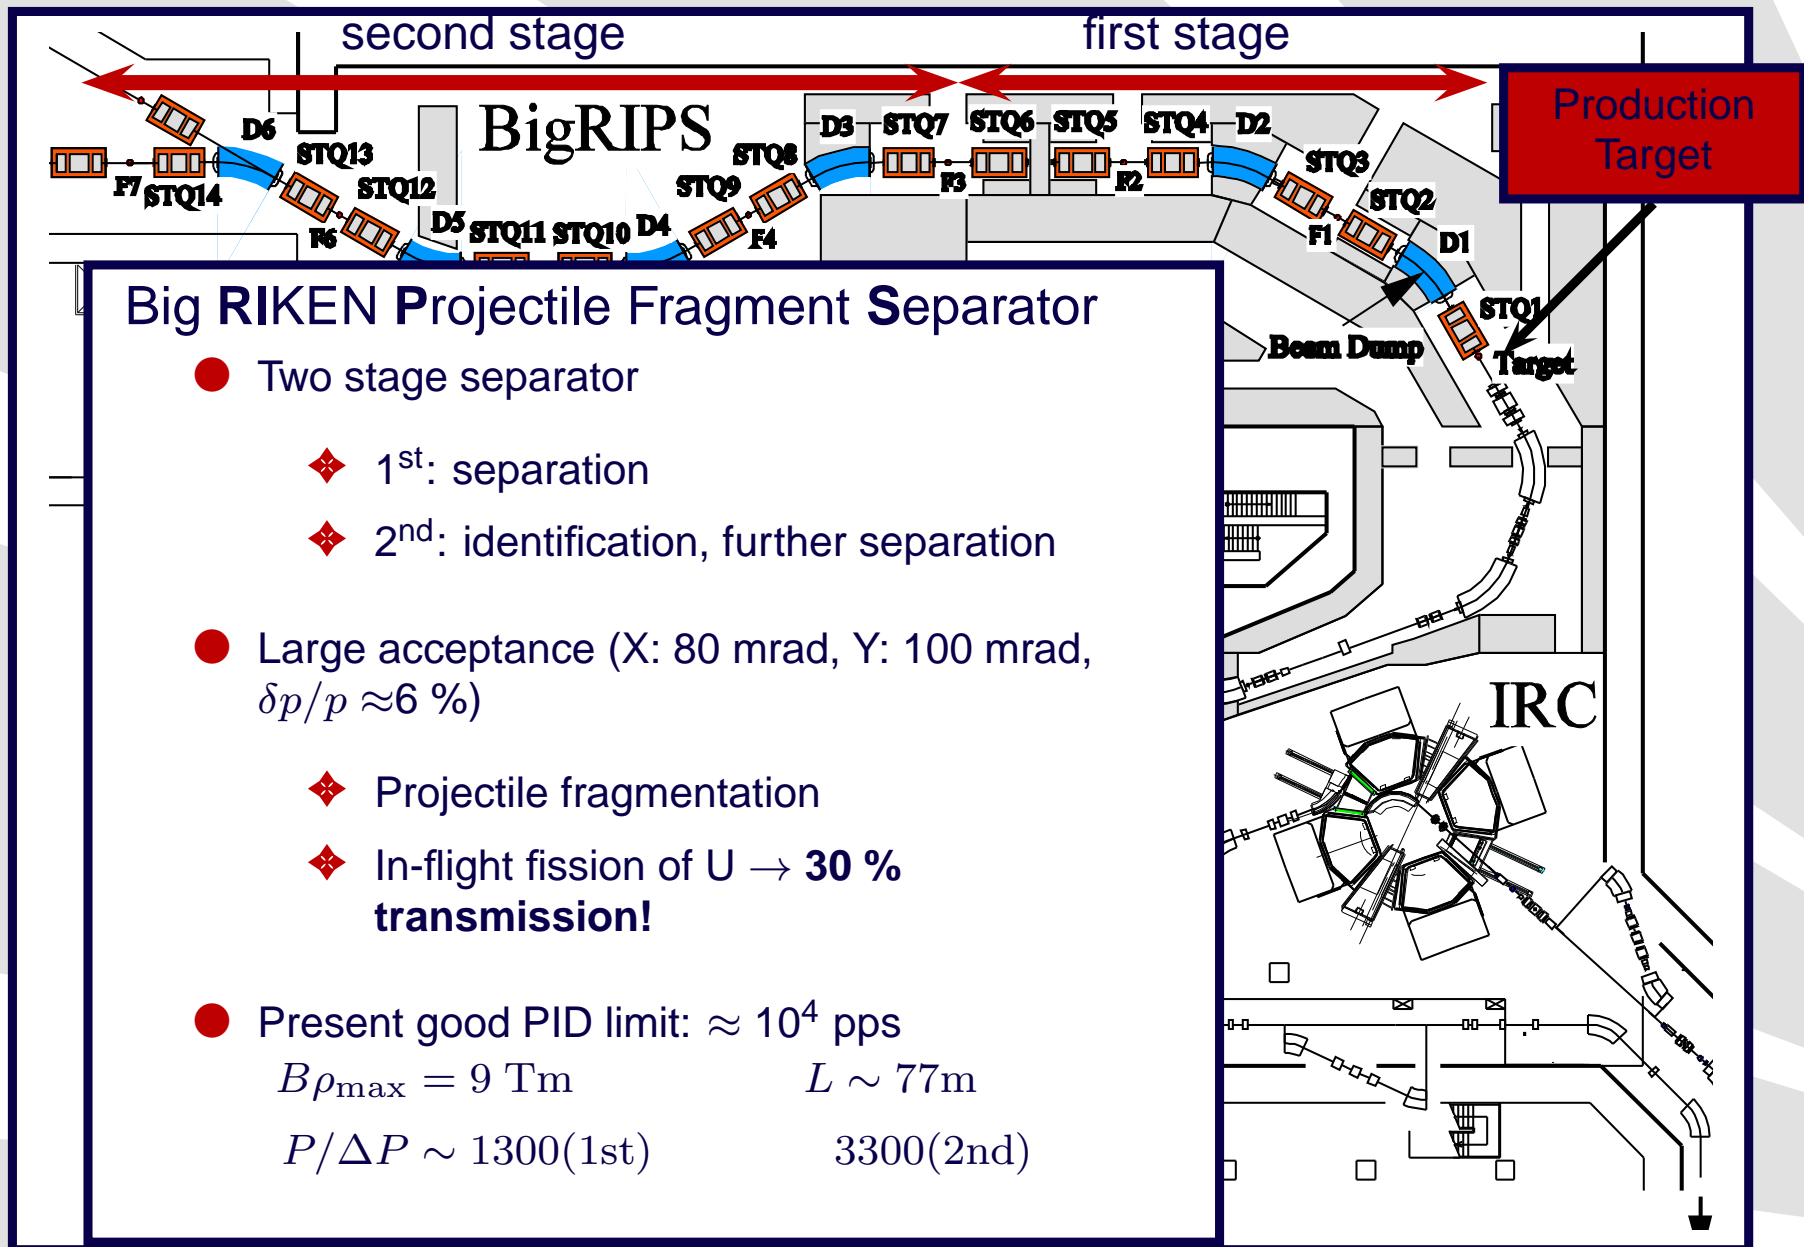 second stage
first stage
Production
Target
BigRIPS
D6
STQ13
STQ12
F7
STQ14
F6
D5
STQ11
STQ10
D4
STQ9
STQ8
F4
D3
STQ7
STQ6
STQ5
STQ4
D2
F3
F2
STQ3
STQ2
F1
D1
STQ1
Beam Dump
Target
Big RIKEN Projectile Fragment Separator
Two stage separator
1st: separation
2nd: identification, further separation
Large acceptance (X: 80 mrad, Y: 100 mrad,
δp/p ≈6 %)
Projectile fragmentation
In-flight fission of U → 30 %
transmission!
Present good PID limit: ≈ 10⁴ pps
Bρmax = 9 Tm
L ∼ 77m
P/ΔP ∼ 1300(1st)
3300(2nd)
IRC